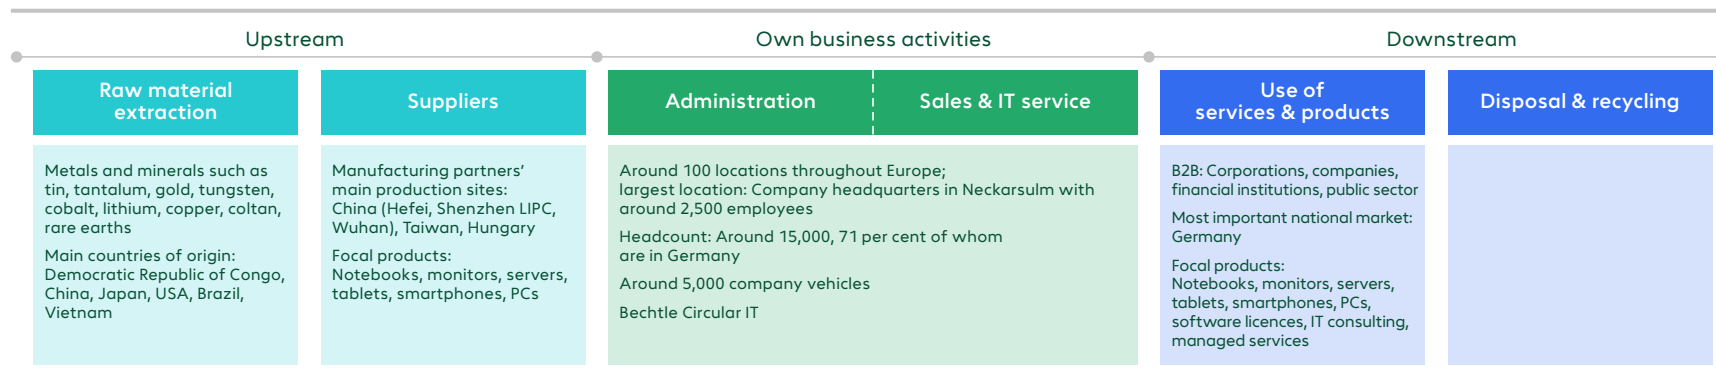 Upstream
Own business activities
Downstream
Raw material
extraction
Suppliers
Administration
Sales & IT service
Use of
services & products
Disposal & recycling
Metals and minerals such as
tin, tantalum, gold, tungsten,
cobalt, lithium, copper, coltan,
rare earths
Main countries of origin:
Democratic Republic of Congo,
China, Japan, USA, Brazil,
Vietnam
Manufacturing partners’
main production sites:
China (Hefei, Shenzhen LIPC,
Wuhan), Taiwan, Hungary
Focal products:
Notebooks, monitors, servers,
tablets, smartphones, PCs
Around 100 locations throughout Europe;
largest location: Company headquarters in Neckarsulm with
around 2,500 employees
Headcount: Around 15,000, 71 per cent of whom
are in Germany
Around 5,000 company vehicles
Bechtle Circular IT
B2B: Corporations, companies,
financial institutions, public sector
Most important national market:
Germany
Focal products:
Notebooks, monitors, servers,
tablets, smartphones, PCs,
software licences, IT consulting,
managed services